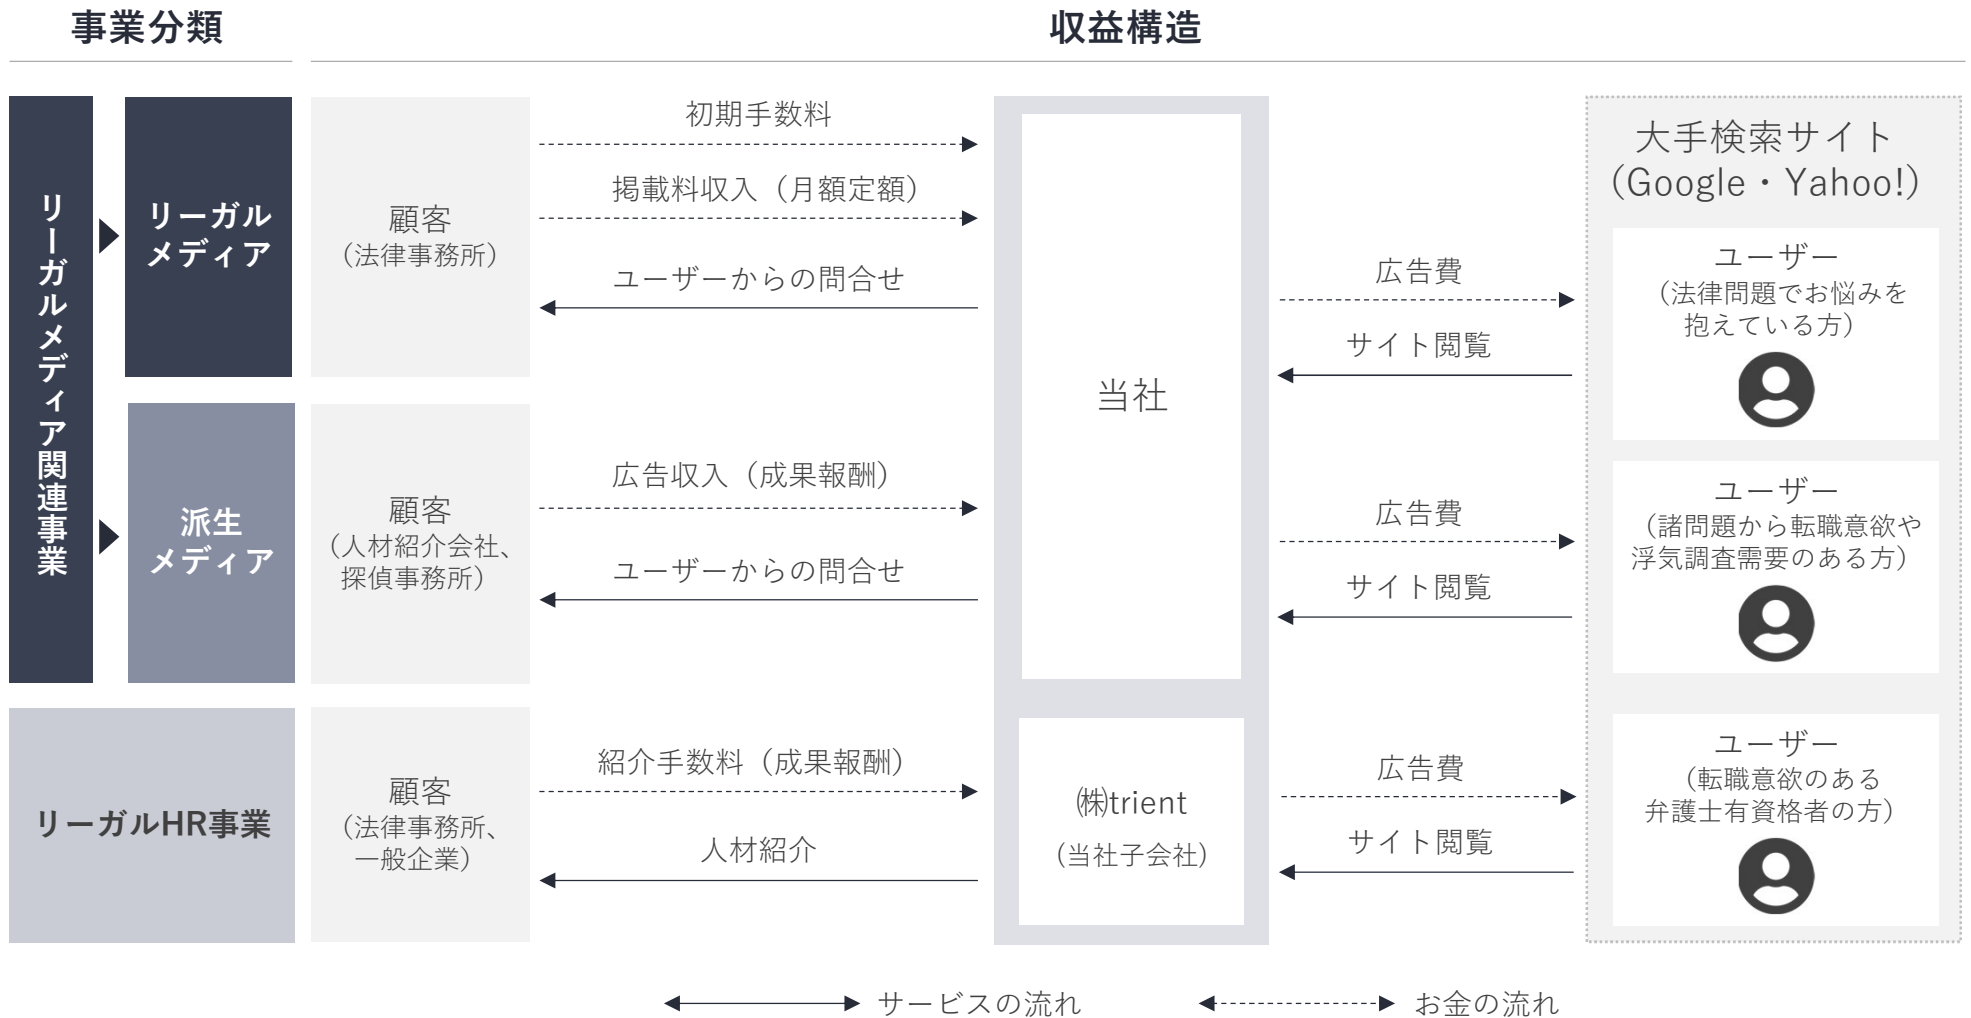 事業分類
収益構造
リーガルメディア関連事業
リーガル
メディア
顧客
（法律事務所）
初期手数料
掲載料収入（月額定額）
ユーザーからの問合せ
当社
広告費
サイト閲覧
大手検索サイト
（Google・Yahoo!）
ユーザー
（法律問題でお悩みを
抱えている方）
派生
メディア
顧客
（人材紹介会社、
探偵事務所）
広告収入（成果報酬）
ユーザーからの問合せ
広告費
サイト閲覧
ユーザー
（諸問題から転職意欲や
浮気調査需要のある方）
リーガルHR事業
顧客
（法律事務所、
一般企業）
紹介手数料（成果報酬）
人材紹介
㈱trient
（当社子会社）
広告費
サイト閲覧
ユーザー
（転職意欲のある
弁護士有資格者の方）
サービスの流れ
お金の流れ